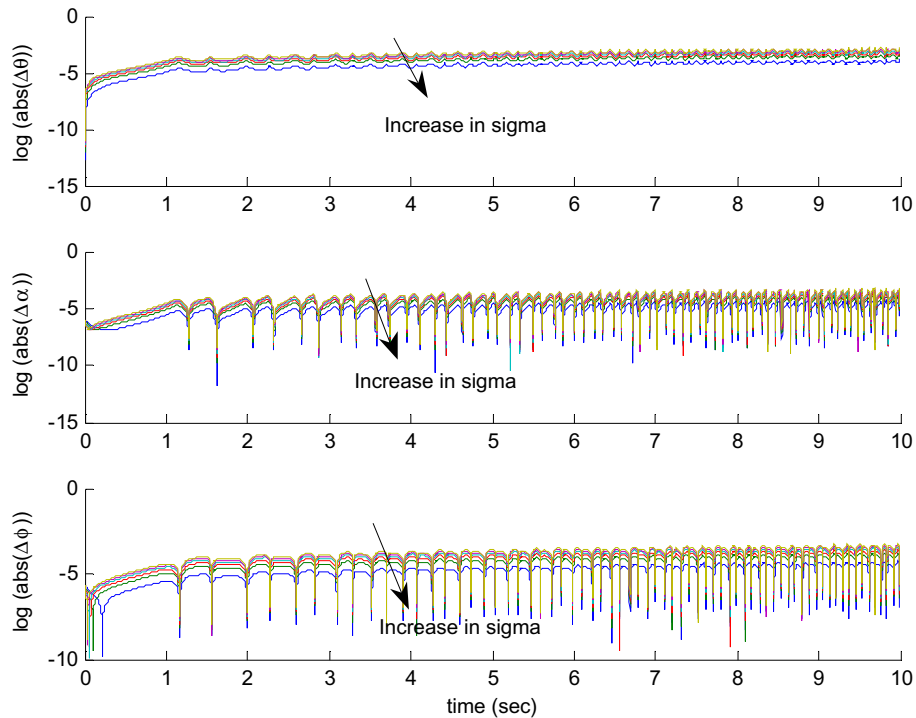 log (abs(Δθ))
0
-5
-10
-15
Increase in sigma
0 1 2 3 4 5 6 7 8 9 10
log (abs(Δα))
0
-5
-10
-15
Increase in sigma
0 1 2 3 4 5 6 7 8 9 10
log (abs(Δϕ))
0
-5
-10
Increase in sigma
0 1 2 3 4 5 6 7 8 9 10
time (sec)